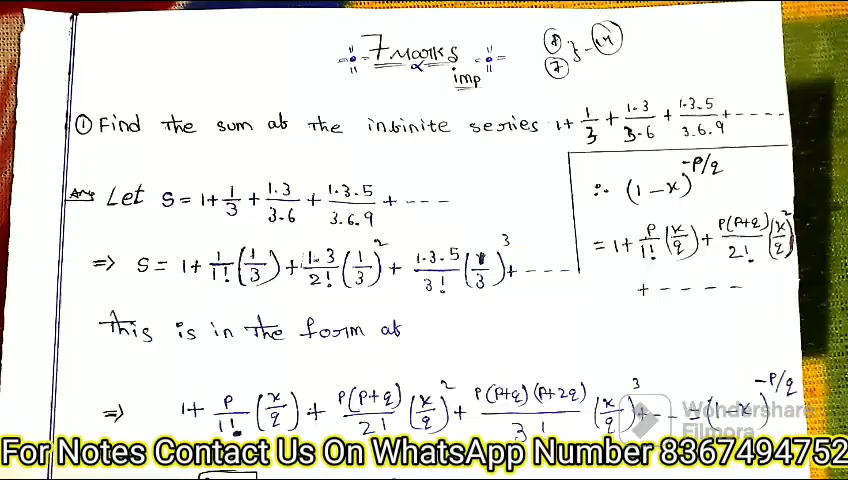 7 Marks
imp
8
7 } - 14
① Find the sum of the infinite series 1 + 1/3 + 1·3/3·6 + 1·3·5/3·6·9 + ----
Ans Let S = 1 + 1/3 + 1·3/3·6 + 1·3·5/3·6·9 + ---
∴ (1 - x)^(-P/q)
= 1 + P/1! (x/q) + P(P+q)/2! (x/q)^2
+ ----
=> S = 1 + 1/1! (1/3) + 1·3/2! (1/3)^2 + 1·3·5/3! (1/3)^3 + ----
This is in the form of
=> 1 + P/1! (x/q) + P(P+q)/2! (x/q)^2 + P(P+q)(P+2q)/3! (x/q)^3 + --- = (1-x)^(-P/q)
Wondershare
Filmora
For Notes Contact Us On WhatsApp Number 8367494752